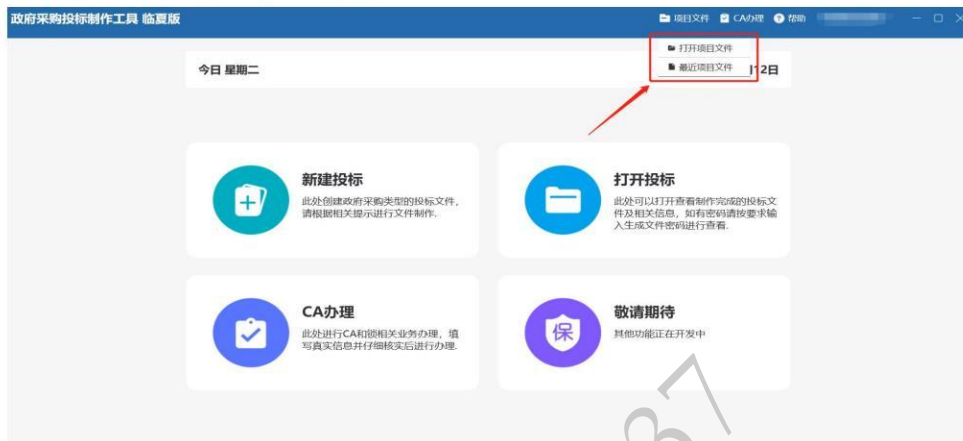 政府采购投标制作工具 临夏版
项目文件 CA办理 帮助
打开项目文件
最近项目文件
今日 星期二
12日
新建投标
此处创建政府采购类型的投标文件，
请根据相关提示进行文件制作.
打开投标
此处可以打开查看制作完成的投标文
件及相关信息，如有密码请按要求输
入生成文件密码进行查看.
CA办理
此处进行CA和锁相关业务办理，填
写真实信息并仔细核实后进行办理.
保
敬请期待
其他功能正在开发中
37